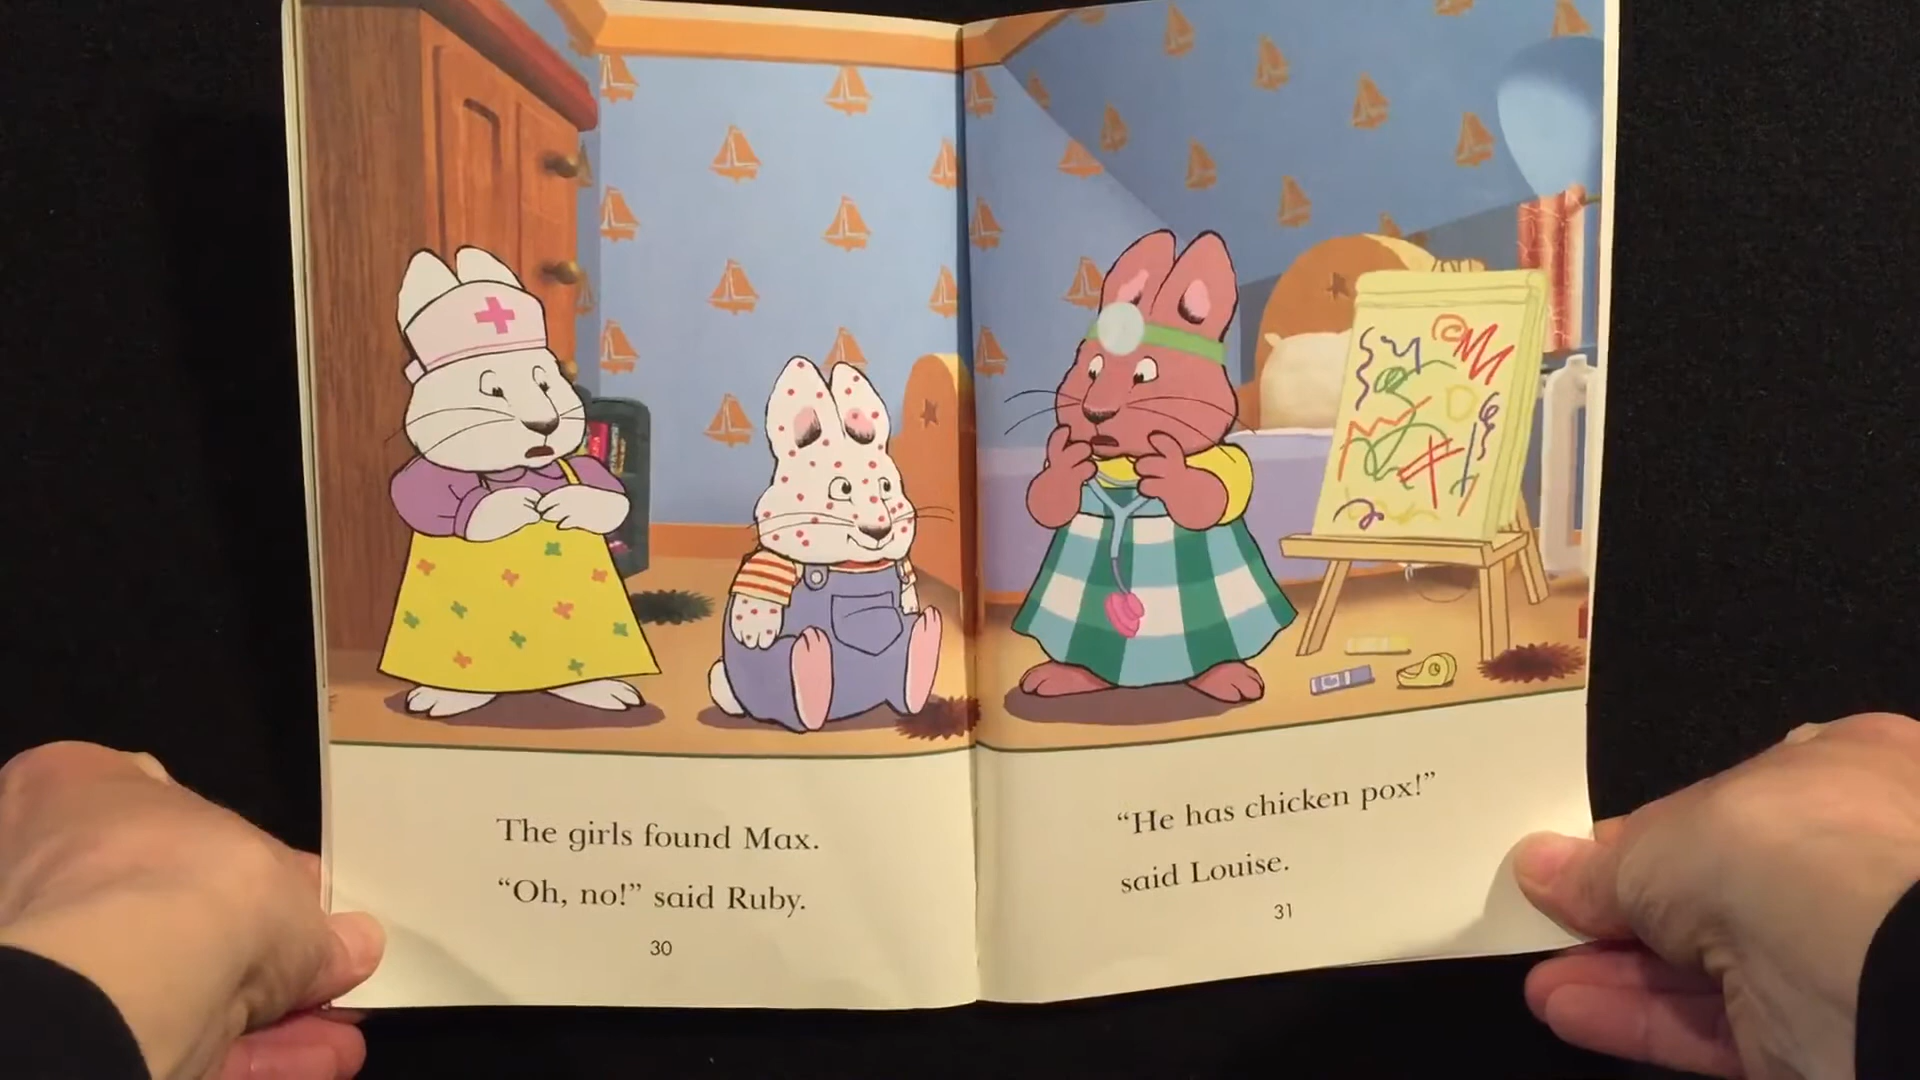 The girls found Max.
“Oh, no!” said Ruby.
30
“He has chicken pox!”
said Louise.
31